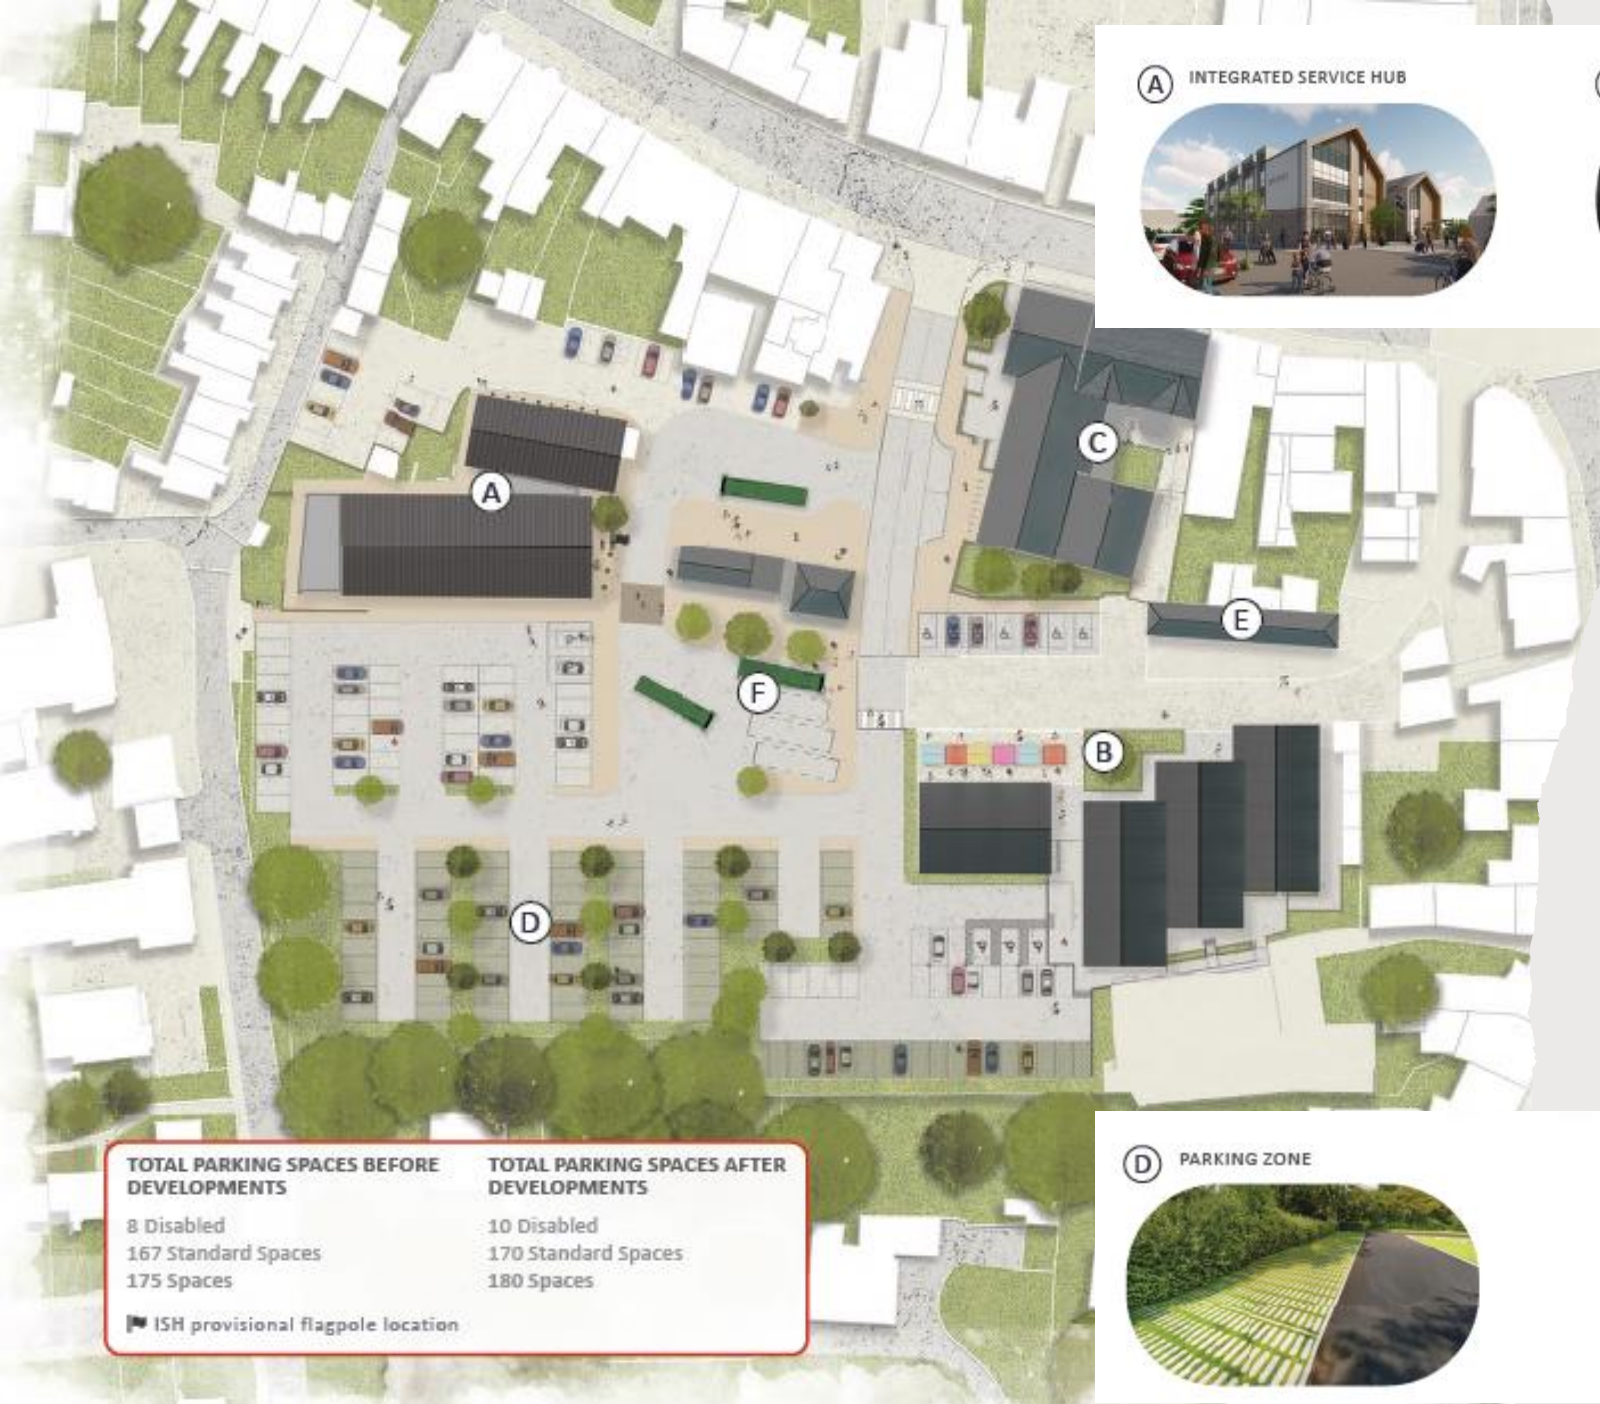 A INTEGRATED SERVICE HUB
A
C
E
F
B
D
D PARKING ZONE
TOTAL PARKING SPACES BEFORE
DEVELOPMENTS
8 Disabled
167 Standard Spaces
175 Spaces
TOTAL PARKING SPACES AFTER
DEVELOPMENTS
10 Disabled
170 Standard Spaces
180 Spaces
ISH provisional flagpole location